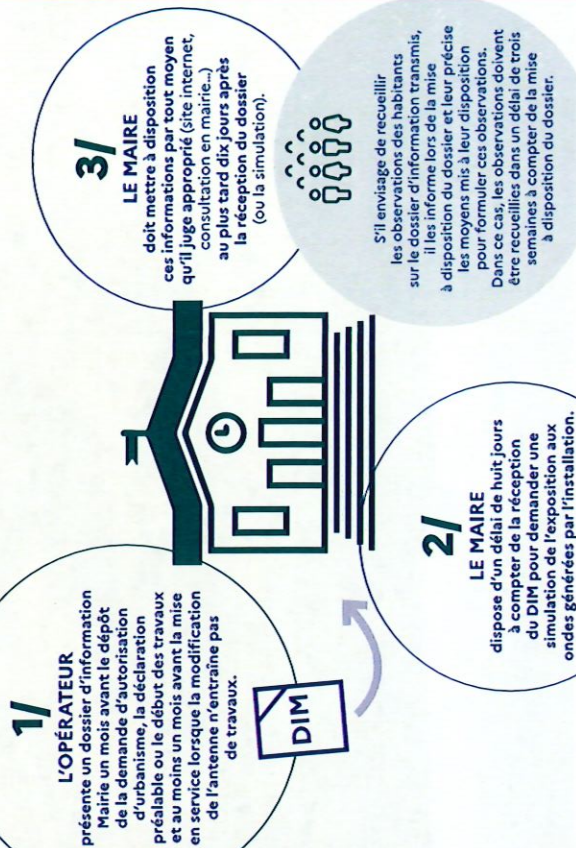 1/
L'OPÉRATEUR
présente un dossier d'information
Mairie un mois avant le dépôt
de la demande d'autorisation
d'urbanisme, la déclaration
préalable ou le début des travaux
et au moins un mois avant la mise
en service lorsque la modification
de l'antenne n'entraîne pas
de travaux.
DIM
2/
LE MAIRE
dispose d'un délai de huit jours
à compter de la réception
du DIM pour demander une
simulation de l'exposition aux
ondes générées par l'installation.
3/
LE MAIRE
doit mettre à disposition
ces informations par tout moyen
qu'il juge approprié (site internet,
consultation en mairie...)
au plus tard dix jours après
la réception du dossier
(ou la simulation).
S'il envisage de recueillir
les observations des habitants
sur le dossier d'information transmis,
il les informe lors de la mise
à disposition du dossier et leur précise
les moyens mis à leur disposition
pour formuler ces observations.
Dans ce cas, les observations doivent
être recueillies dans un délai de trois
semaines à compter de la mise
à disposition du dossier.